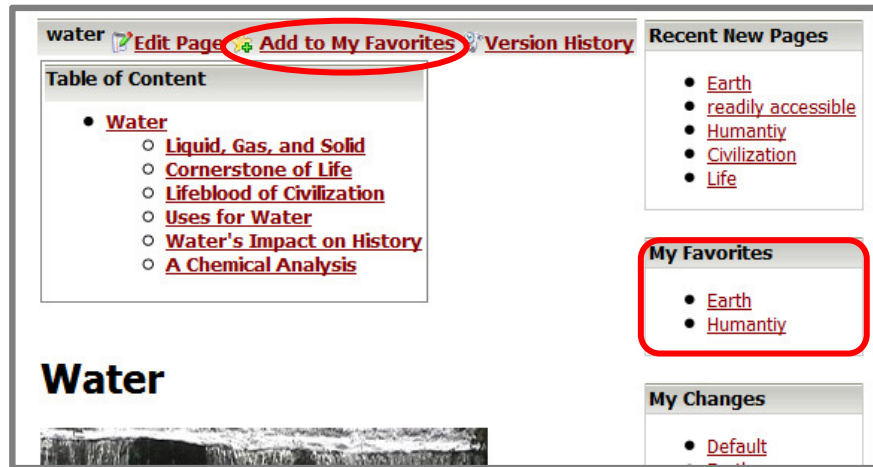 water Edit Page Add to My Favorites Version History
Table of Content
Water
Liquid, Gas, and Solid
Cornerstone of Life
Lifeblood of Civilization
Uses for Water
Water's Impact on History
A Chemical Analysis
Water
Recent New Pages
Earth
readily accessible
Humantiy
Civilization
Life
My Favorites
Earth
Humantiy
My Changes
Default